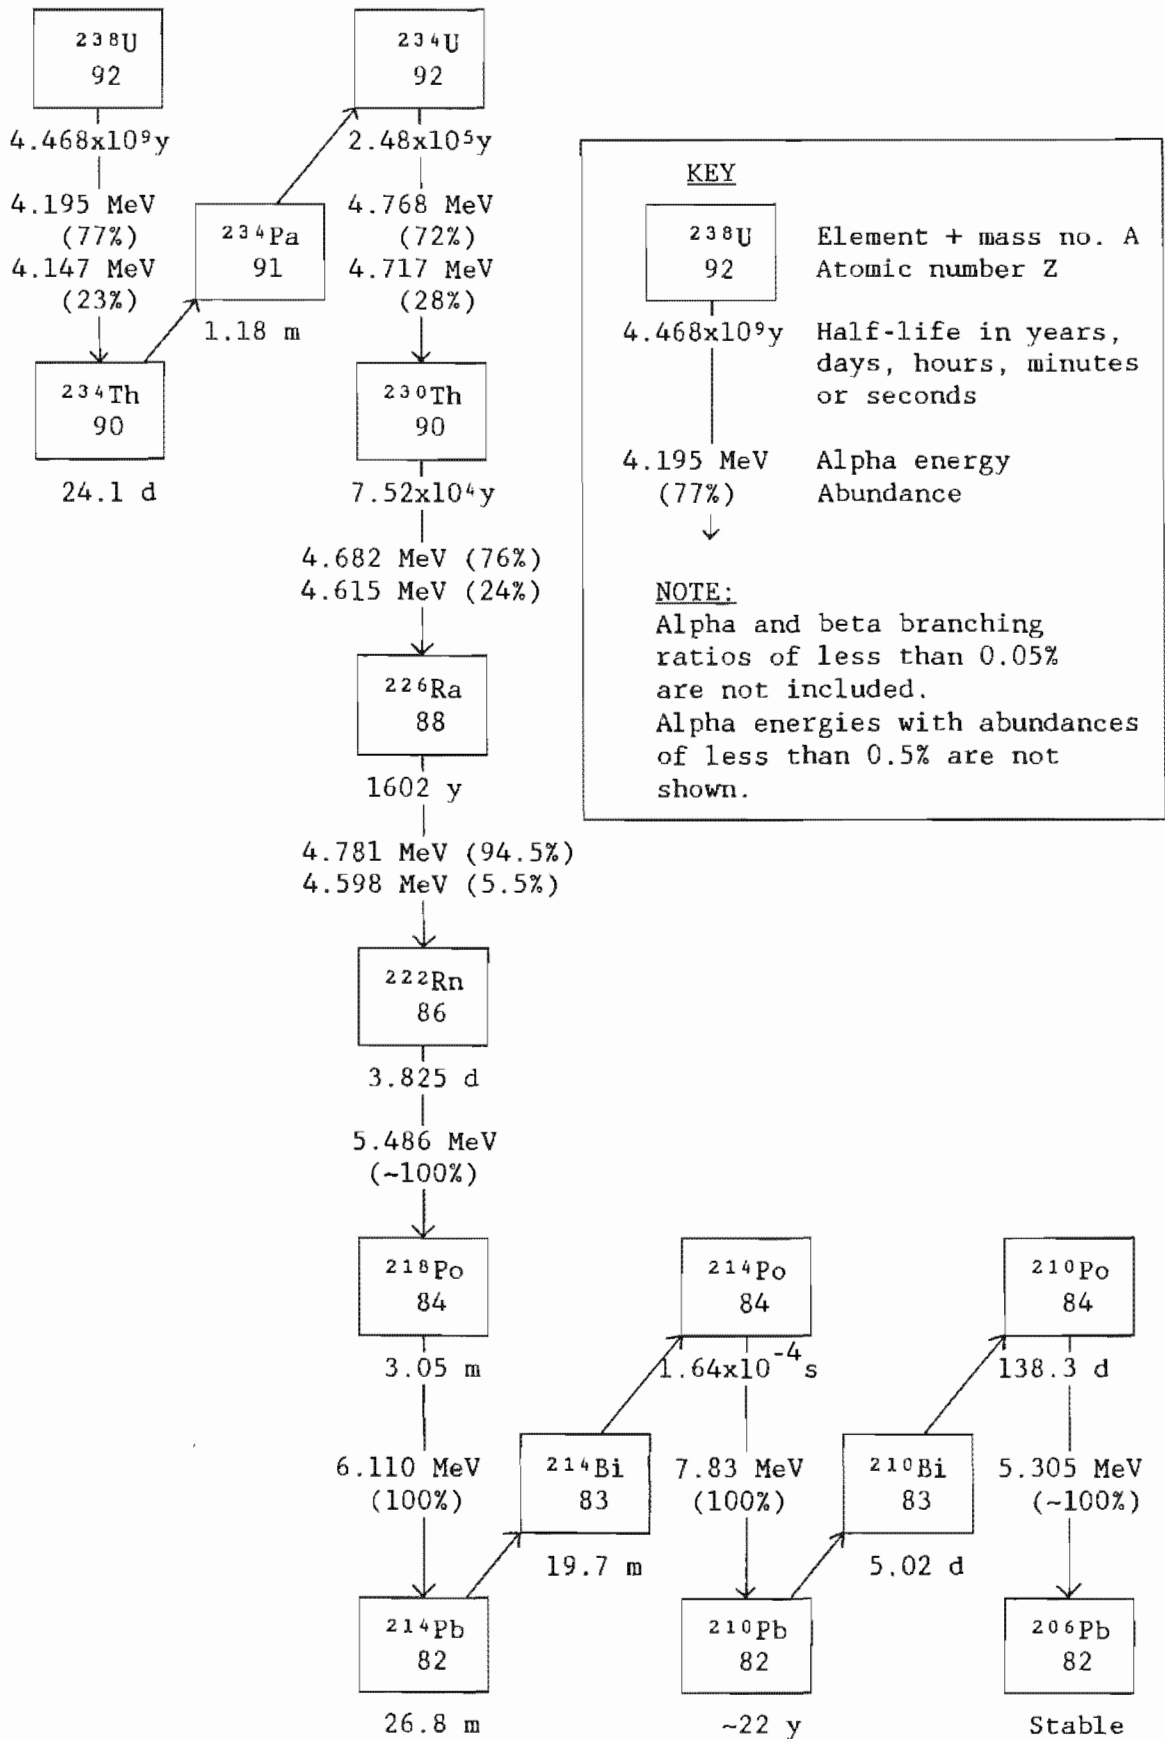 ²³⁸U
92
4.468x10⁹y
4.195 MeV
(77%)
4.147 MeV
(23%)
²³⁴Th
90
24.1 d
²³⁴Pa
91
1.18 m
²³⁴U
92
2.48x10⁵y
4.768 MeV
(72%)
4.717 MeV
(28%)
²³⁰Th
90
7.52x10⁴y
4.682 MeV (76%)
4.615 MeV (24%)
²²⁶Ra
88
1602 y
4.781 MeV (94.5%)
4.598 MeV (5.5%)
²²²Rn
86
3.825 d
5.486 MeV
(~100%)
²¹⁸Po
84
3.05 m
6.110 MeV
(100%)
²¹⁴Pb
82
26.8 m
²¹⁴Bi
83
19.7 m
²¹⁴Po
84
1.64x10⁻⁴s
7.83 MeV
(100%)
²¹⁰Pb
82
~22 y
²¹⁰Bi
83
5.02 d
²¹⁰Po
84
138.3 d
5.305 MeV
(~100%)
²⁰⁶Pb
82
Stable
KEY
²³⁸U
92
Element + mass no. A
Atomic number Z
4.468x10⁹y
Half-life in years,
days, hours, minutes
or seconds
4.195 MeV
(77%)
Alpha energy
Abundance
NOTE:
Alpha and beta branching
ratios of less than 0.05%
are not included.
Alpha energies with abundances
of less than 0.5% are not
shown.